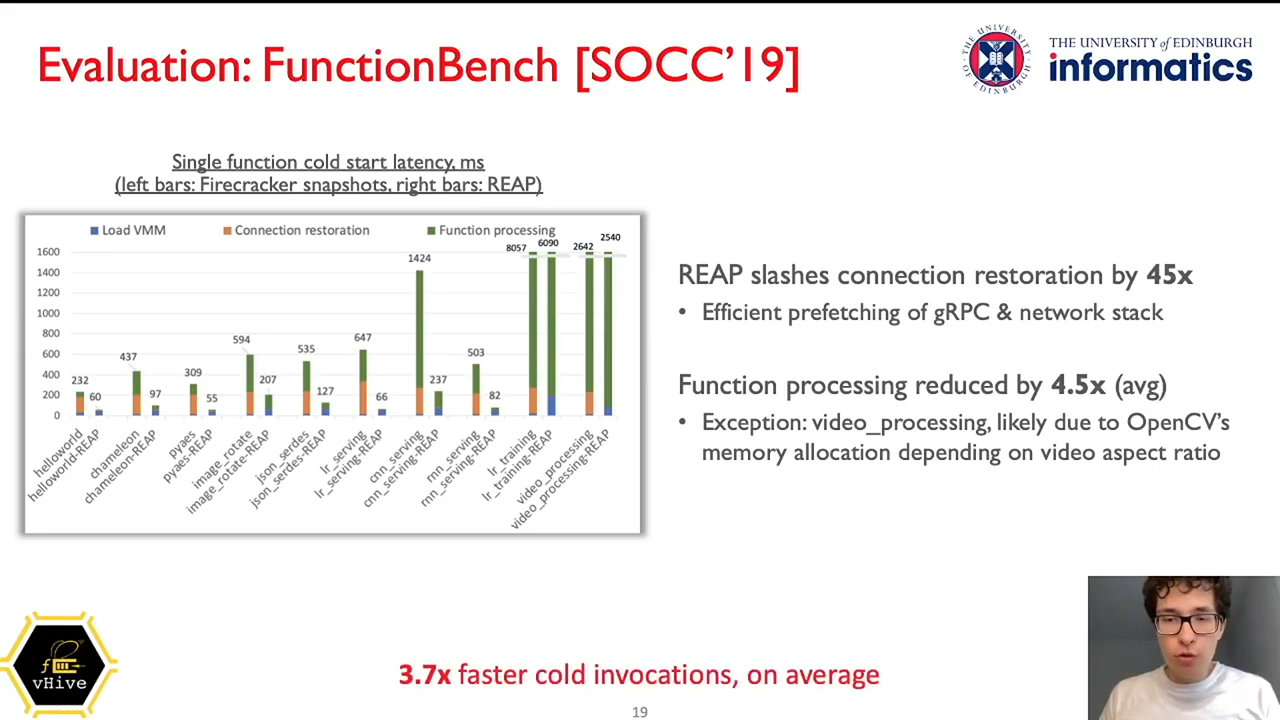 Evaluation: FunctionBench [SOCC'19]
THE UNIVERSITY of EDINBURGH
informatics
THE UNIVERSITY OF EDINBURGH
Single function cold start latency, ms
(left bars: Firecracker snapshots, right bars: REAP)
Load VMM Connection restoration Function processing
8057 6090 2642 2540
1600
1400
1200
1000
800
600
400
200
0
232 60 437 97 309 55 594 207 535 127 647 66 1424 237 503 82
helloworld
helloworld-REAP
chameleon
chameleon-REAP
pyaes
pyaes-REAP
image_rotate
image_rotate-REAP
json_serdes
json_serdes-REAP
lr_serving
lr_serving-REAP
cnn_serving
cnn_serving-REAP
rnn_serving
rnn_serving-REAP
lr_training
lr_training-REAP
video_processing
video_processing-REAP
REAP slashes connection restoration by 45x
• Efficient prefetching of gRPC & network stack
Function processing reduced by 4.5x (avg)
• Exception: video_processing, likely due to OpenCV's
memory allocation depending on video aspect ratio
vHive
3.7x faster cold invocations, on average
19